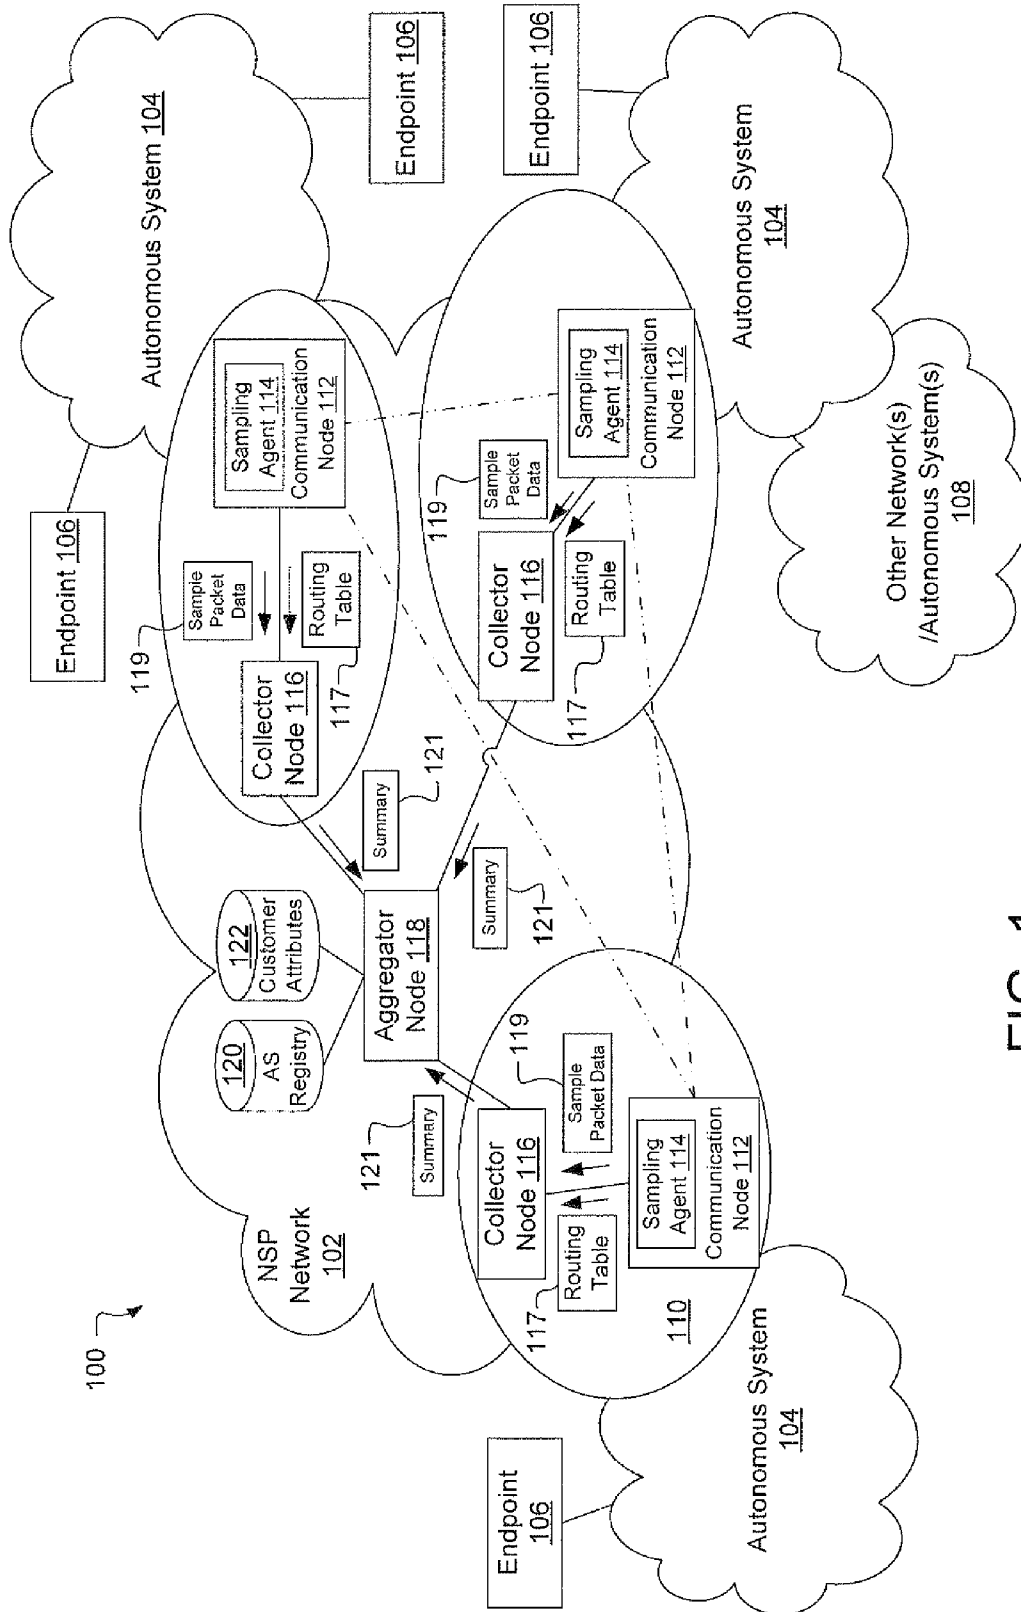 100
NSP
Network
102
120
AS
Registry
122
Customer
Attributes
Aggregator
Node 118
121
Summary
Summary
121
Summary
121
Endpoint 106
119
Sample
Packet
Data
Collector
Node 116
Routing
Table
117
Sampling
Agent 114
Communication
Node 112
Autonomous System 104
Endpoint 106
Endpoint 106
119
Sample
Packet
Data
Collector
Node 116
Routing
Table
117
Sampling
Agent 114
Communication
Node 112
Autonomous System
104
Other Network(s)
/Autonomous Systems(s)
108
119
Sample
Packet Data
Collector
Node 116
Routing
Table
117
Sampling
Agent 114
Communication
Node 112
110
Endpoint
106
Autonomous System
104